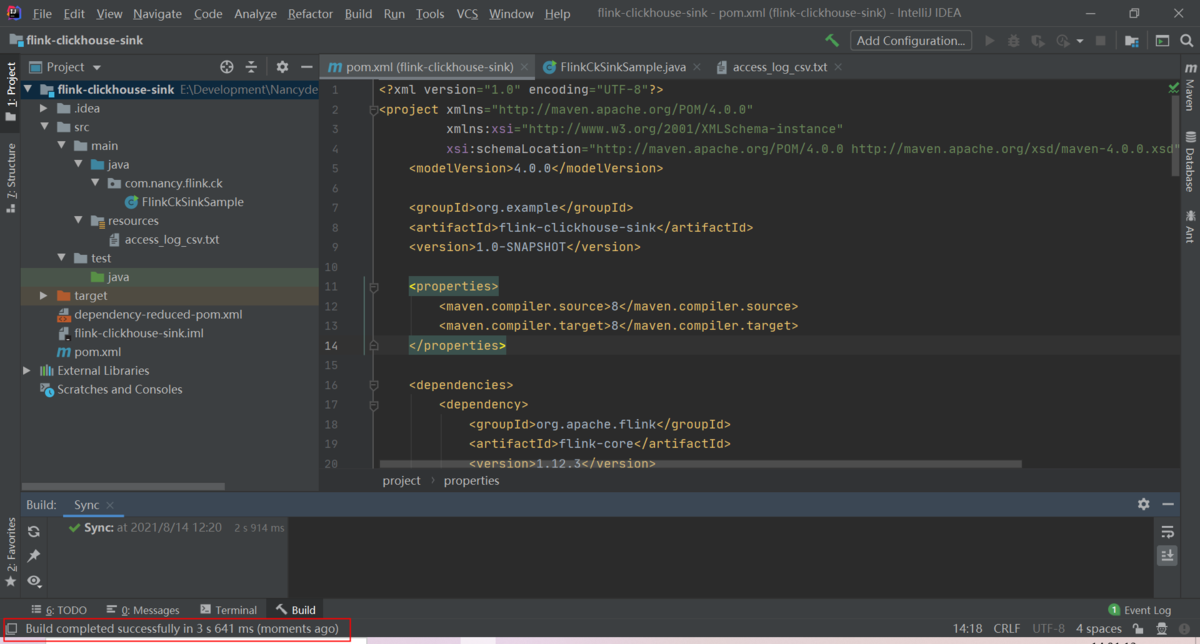 File Edit View Navigate Code Analyze Refactor Build Run Tools VCS Window Help flink-clickhouse-sink - pom.xml (flink-clickhouse-sink) - IntelliJ IDEA
flink-clickhouse-sink Add Configuration...
1: Project
Project
pom.xml (flink-clickhouse-sink) FlinkCkSinkSample.java access_log_csv.txt
flink-clickhouse-sink E:\Development\Nancyde
.idea
src
main
java
com.nancy.flink.ck
FlinkCkSinkSample
resources
access_log_csv.txt
test
java
target
dependency-reduced-pom.xml
flink-clickhouse-sink.iml
pom.xml
External Libraries
Scratches and Consoles
7: Structure
2: Favorites
1 <?xml version="1.0" encoding="UTF-8"?>
2 <project xmlns="http://maven.apache.org/POM/4.0.0"
3 xmlns:xsi="http://www.w3.org/2001/XMLSchema-instance"
4 xsi:schemaLocation="http://maven.apache.org/POM/4.0.0 http://maven.apache.org/xsd/maven-4.0.0.xsd"
5 <modelVersion>4.0.0</modelVersion>
6
7 <groupId>org.example</groupId>
8 <artifactId>flink-clickhouse-sink</artifactId>
9 <version>1.0-SNAPSHOT</version>
10
11 <properties>
12 <maven.compiler.source>8</maven.compiler.source>
13 <maven.compiler.target>8</maven.compiler.target>
14 </properties>
15
16 <dependencies>
17 <dependency>
18 <groupId>org.apache.flink</groupId>
19 <artifactId>flink-core</artifactId>
20 <version>1.12.3</version>
project properties
Maven
Database
Ant
Build: Sync
Sync: at 2021/8/14 12:20 2 s 914 ms
6: TODO 0: Messages Terminal Build 1 Event Log
Build completed successfully in 3 s 641 ms (moments ago) 14:18 CRLF UTF-8 4 spaces